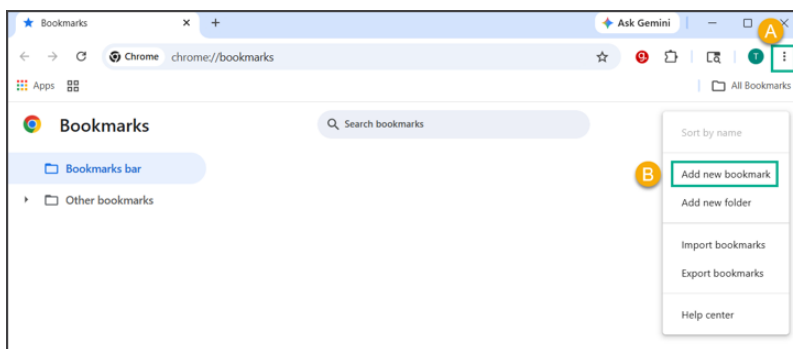 Bookmarks
Ask Gemini
A
Chrome chrome://bookmarks
T
Apps
All Bookmarks
Bookmarks
Search bookmarks
Sort by name
Bookmarks bar
B
Add new bookmark
Other bookmarks
Add new folder
Import bookmarks
Export bookmarks
Help center